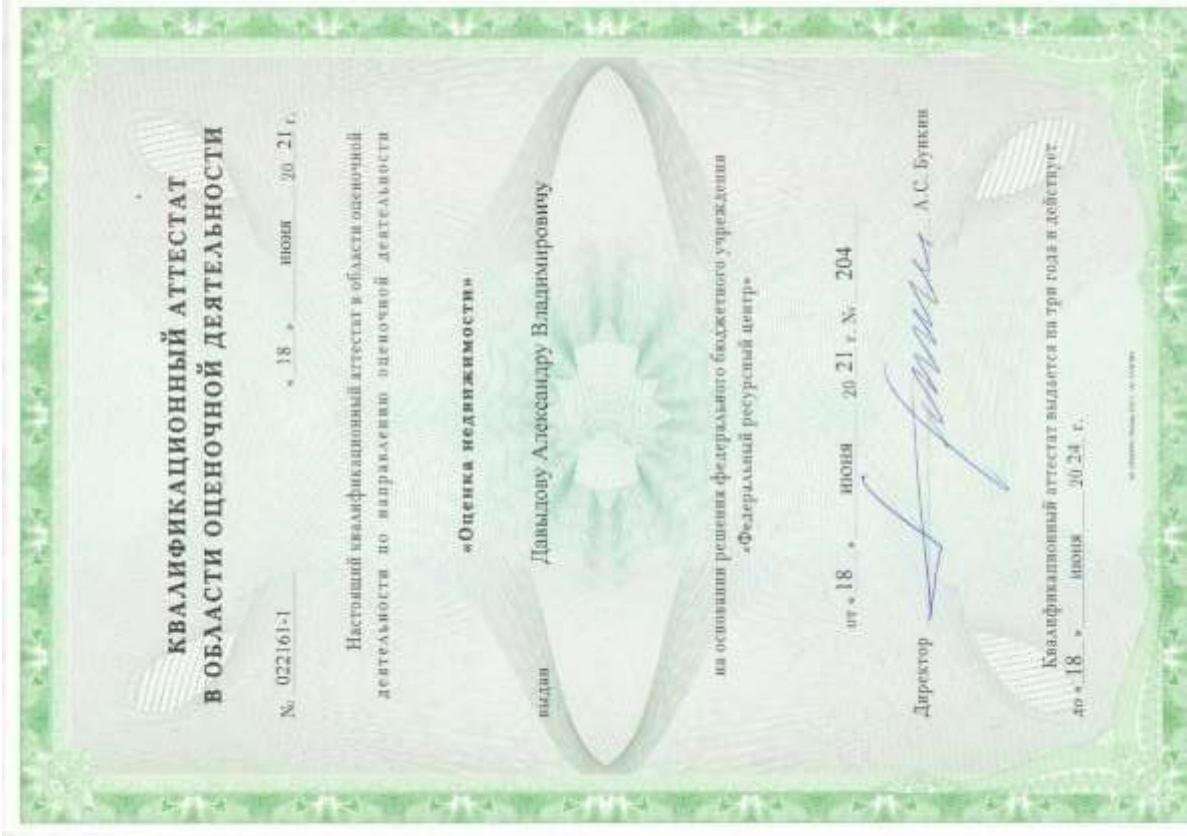 КВАЛИФИКАЦИОННЫЙ АТТЕСТАТ
В ОБЛАСТИ ОЦЕНОЧНОЙ ДЕЯТЕЛЬНОСТИ
№ 022161-1 « 18 » июня 20 21 г.
Настоящий квалификационный аттестат в области оценочной
деятельности по направлению оценочной деятельности
«Оценка недвижимости»
выдан Давыдову Александру Владимировичу
на основании решения федерального бюджетного учреждения
«Федеральный ресурсный центр»
от « 18 » июня 20 21 г. № 204
Директор А.С. Бункин
Квалификационный аттестат выдается на три года и действует
до « 18 » июня 20 24 г.